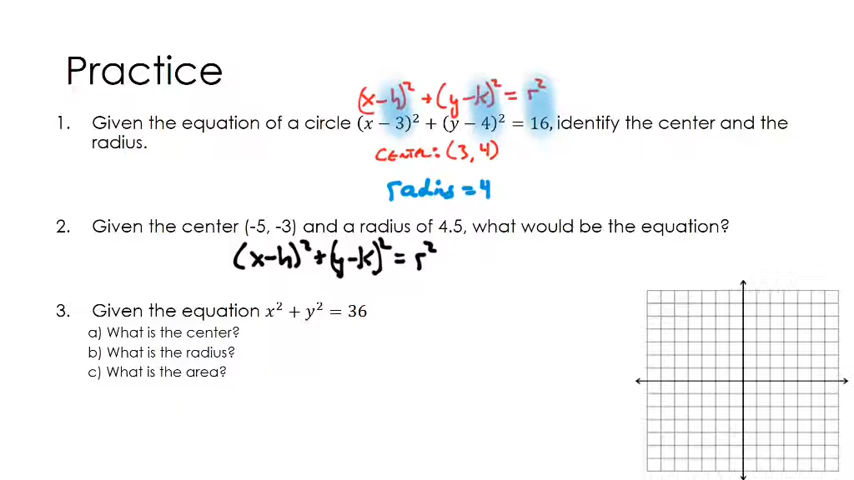 Practice
(x-h)² + (y-k)² = r²
1. Given the equation of a circle (x − 3)² + (y − 4)² = 16, identify the center and the
radius.
CENTER: (3, 4)
radius = 4
2. Given the center (-5, -3) and a radius of 4.5, what would be the equation?
(x-h)² + (y-k)² = r²
3. Given the equation x² + y² = 36
a) What is the center?
b) What is the radius?
c) What is the area?